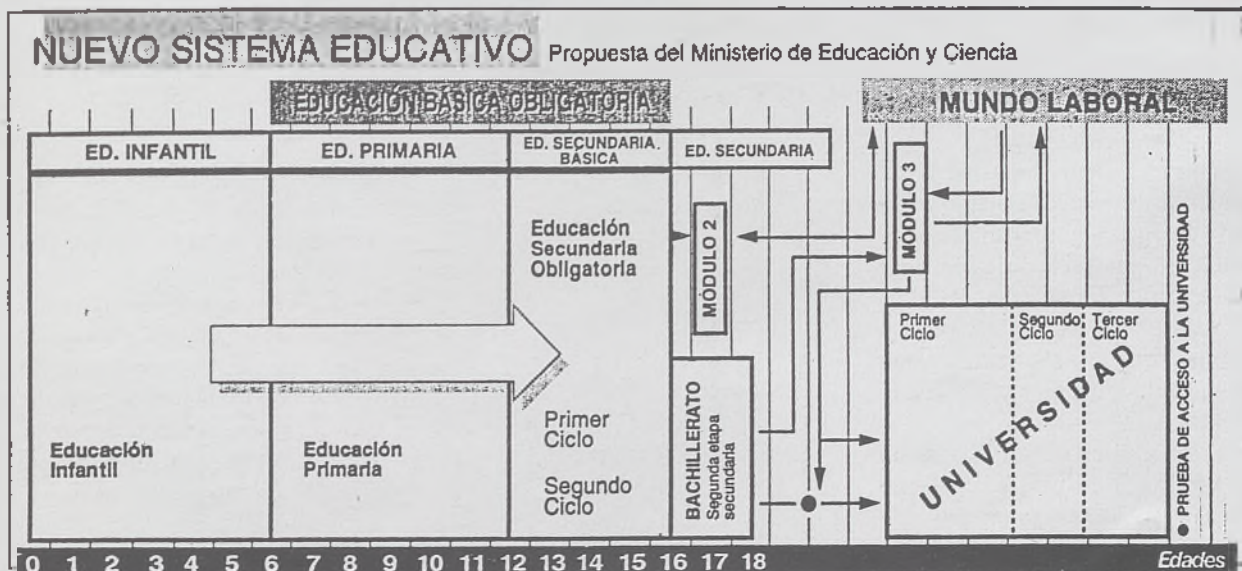 NUEVO SISTEMA EDUCATIVO Propuesta del Ministerio de Educación y Ciencia
EDUCACIÓN BÁSICA OBLIGATORIA
MUNDO LABORAL
ED. INFANTIL
ED. PRIMARIA
ED. SECUNDARIA.
BÁSICA
ED. SECUNDARIA
Educación
Secundaria
Obligatoria
MÓDULO 2
MÓDULO 3
Educación
Infantil
Educación
Primaria
Primer
Ciclo
Segundo
Ciclo
BACHILLERATO
Segunda etapa
secundaria
Primer
Ciclo
Segundo
Ciclo
Tercer
Ciclo
UNIVERSIDAD
● PRUEBA DE ACCESO A LA UNIVERSIDAD
0 1 2 3 4 5 6 7 8 9 10 11 12 13 14 15 16 17 18 Edades